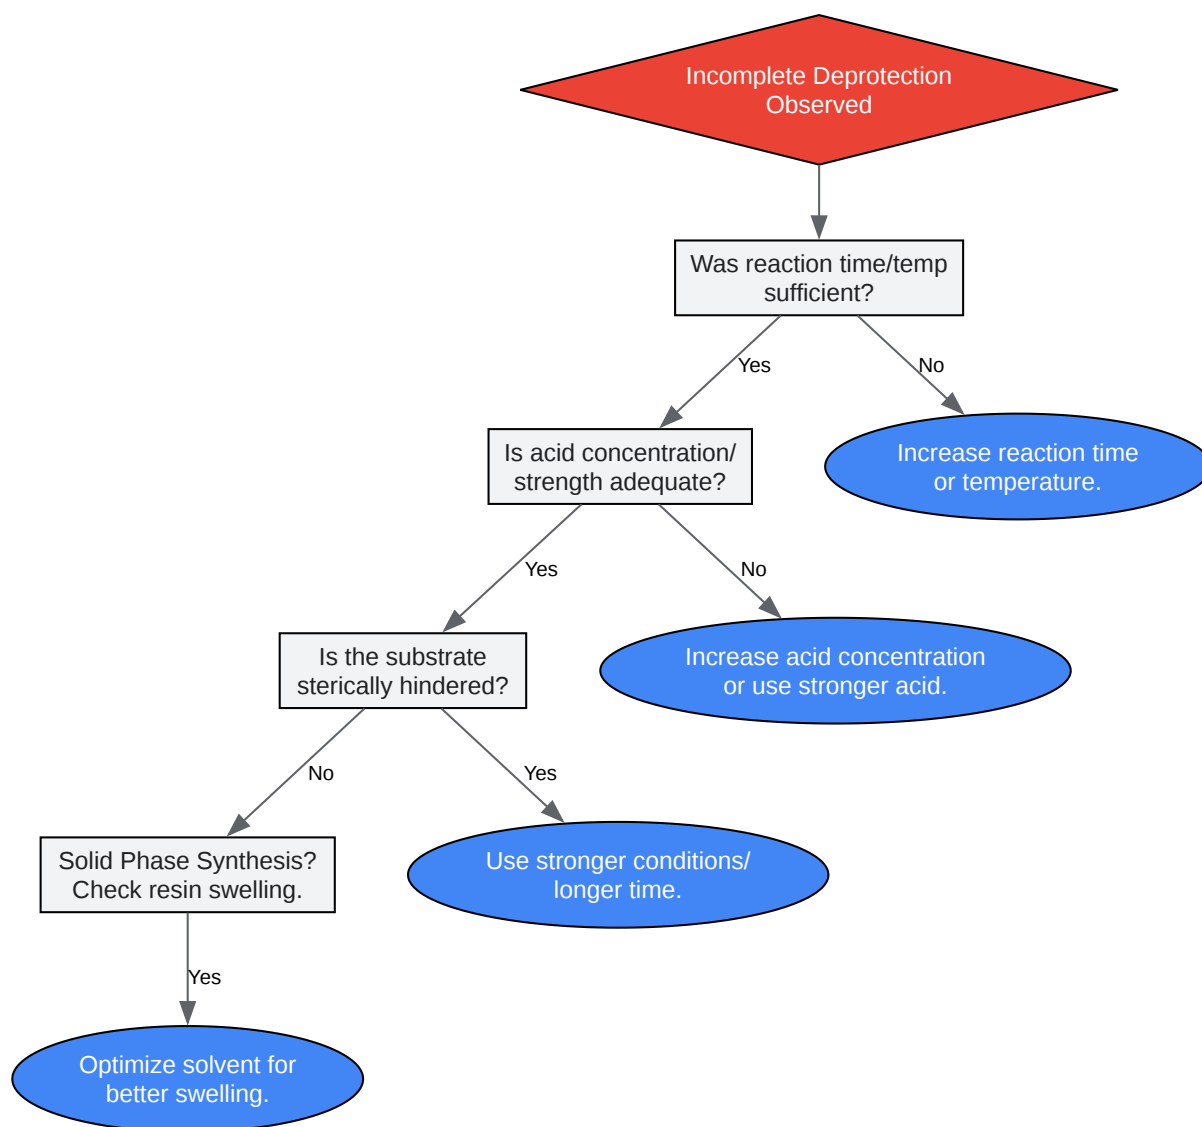 Incomplete Deprotection
Observed
Was reaction time/temp
sufficient?
Yes
No
Is acid concentration/
strength adequate?
Increase reaction time
or temperature.
Yes
No
Is the substrate
sterically hindered?
Increase acid concentration
or use stronger acid.
No
Yes
Solid Phase Synthesis?
Check resin swelling.
Use stronger conditions/
longer time.
Yes
Optimize solvent for
better swelling.